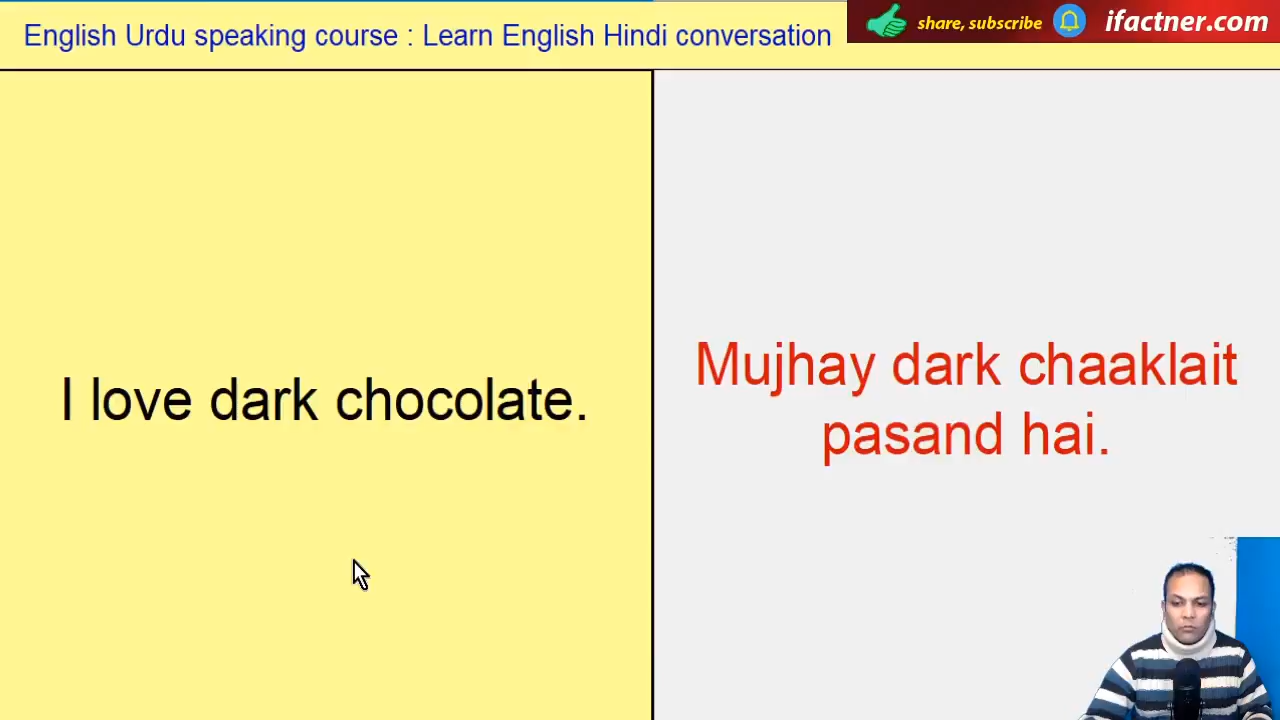 English Urdu speaking course : Learn English Hindi conversation
share, subscribe
ifactner.com
I love dark chocolate.
Mujhay dark chaaklait
pasand hai.